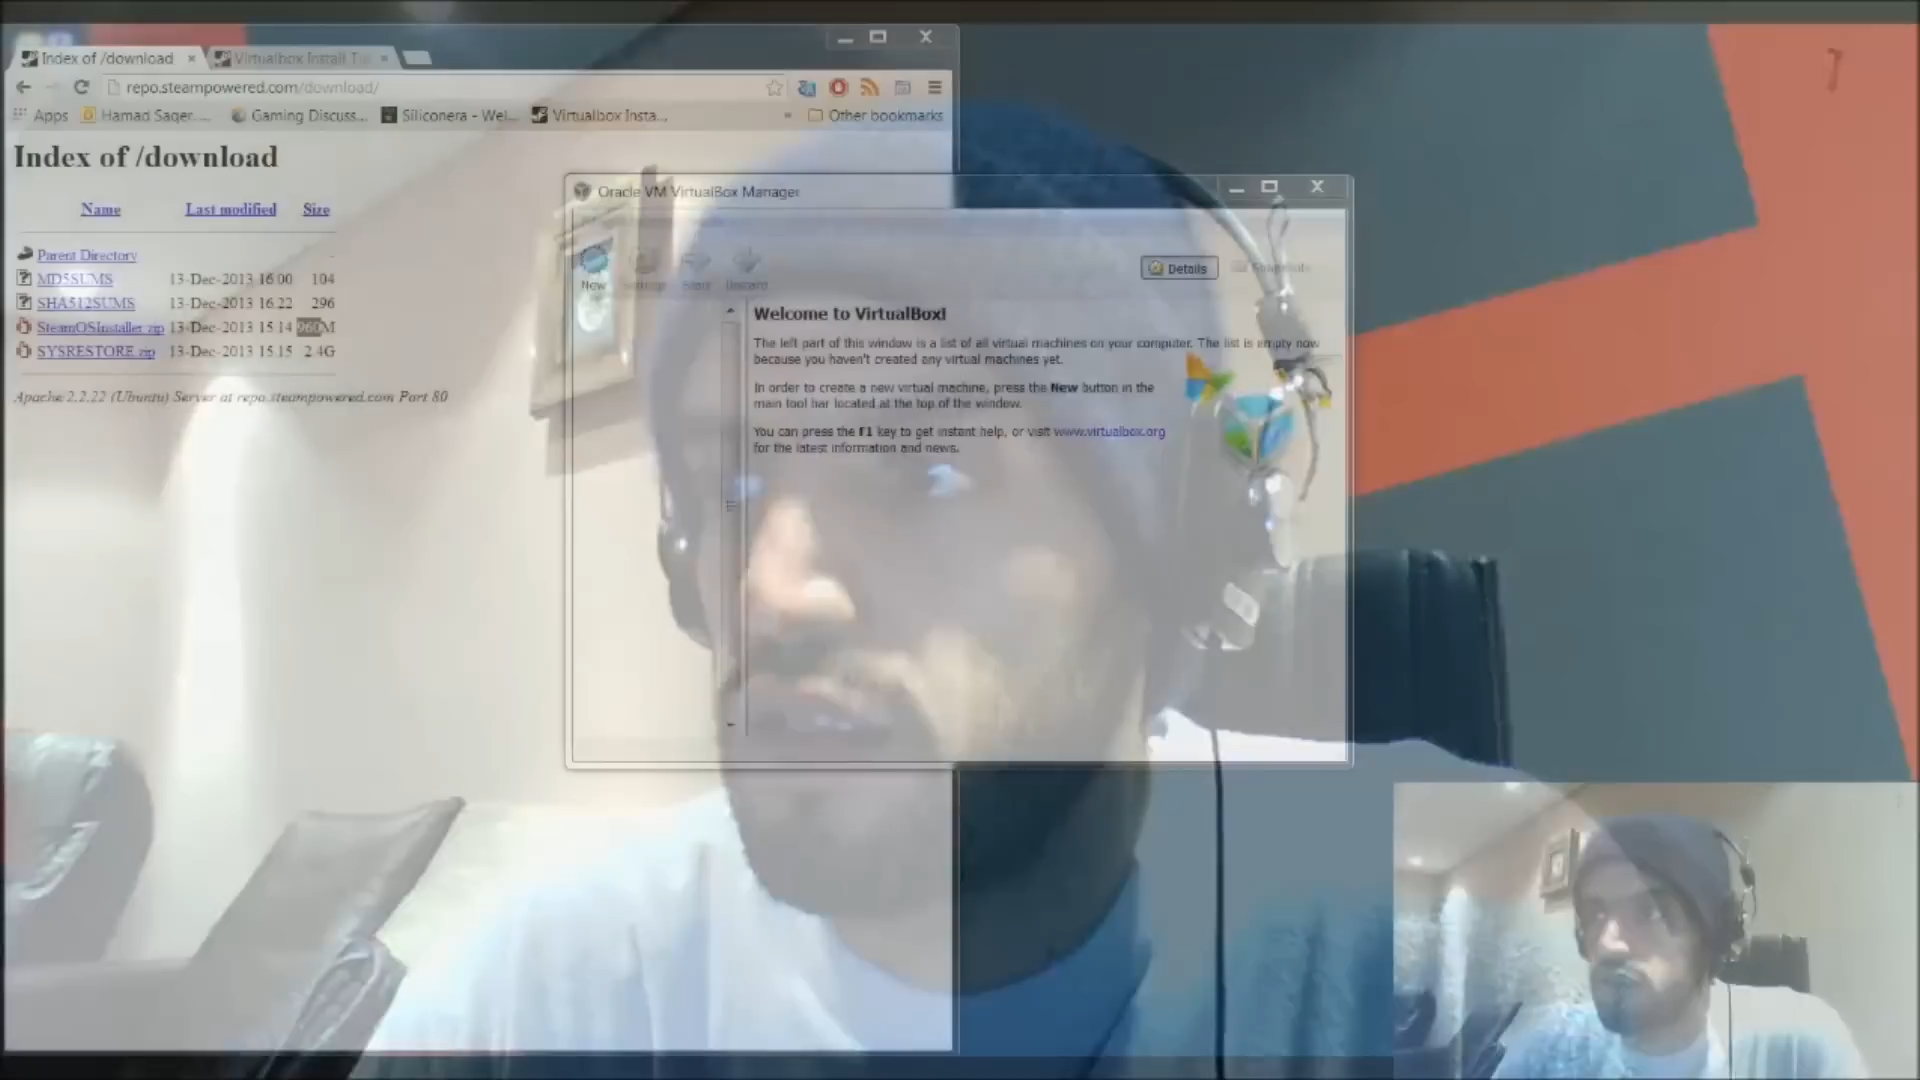 Index of /download
Virtualbox Install
repo.steampowered.com/download/
Apps
Hamad Saqer....
Gaming Discuss...
Siliconera - Wel...
Virtualbox Insta...
»
Other bookmarks
Index of /download
Name Last modified Size
Parent Directory -
MD5SUMS 13-Dec-2013 16:00 104
SHA512SUMS 13-Dec-2013 16:22 296
SteamOSInstaller.zip 13-Dec-2013 15:14 960M
SYSRESTORE.zip 13-Dec-2013 15:15 2.4G
Apache/2.2.22 (Ubuntu) Server at repo.steampowered.com Port 80
Oracle VM VirtualBox Manager
New Settings Start Discard
Details
Snapshots
Welcome to VirtualBox!
The left part of this window is a list of all virtual machines on your computer. The list is empty now
because you haven't created any virtual machines yet.
In order to create a new virtual machine, press the New button in the
main tool bar located at the top of the window.
You can press the F1 key to get instant help, or visit www.virtualbox.org
for the latest information and news.